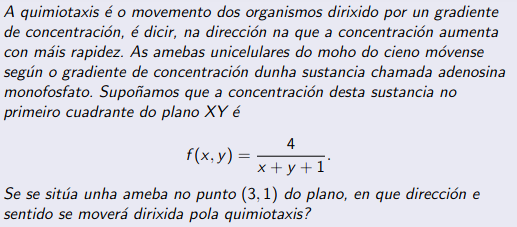 A quimiotaxis é o movemento dos organismos dirixido por un gradiente
de concentración, é dicir, na dirección na que a concentración aumenta
con máis rapidez. As amebas unicelulares do moho do cieno móvense
según o gradiente de concentración dunha sustancia chamada adenosina
monofosfato. Supoñamos que a concentración desta sustancia no
primeiro cuadrante do plano XY é
f(x, y) = 4 / (x + y + 1).
Se se sitúa unha ameba no punto (3, 1) do plano, en que dirección e
sentido se moverá dirixida pola quimiotaxis?